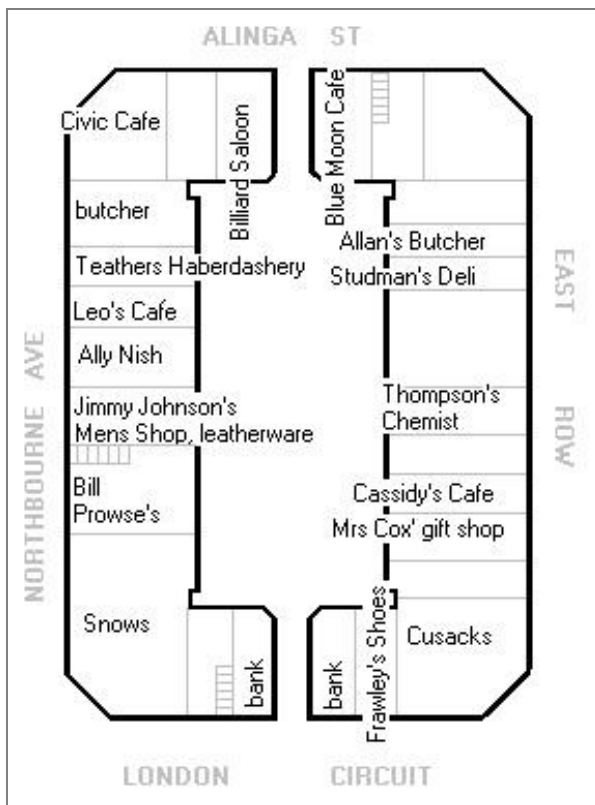 ALINGA ST
Civic Cafe
Billiard Saloon
Blue Moon Cafe
butcher
Allan's Butcher
Teathers Haberdashery
Studman's Deli
Leo's Cafe
Ally Nish
Jimmy Johnson's
Mens Shop, leatherware
Thompson's
Chemist
Bill
Prowse's
Cassidy's Cafe
Mrs Cox' gift shop
Snows
bank
bank
Frawley's Shoes
Cusacks
NORTHBOURNE AVE
EAST ROW
LONDON CIRCUIT